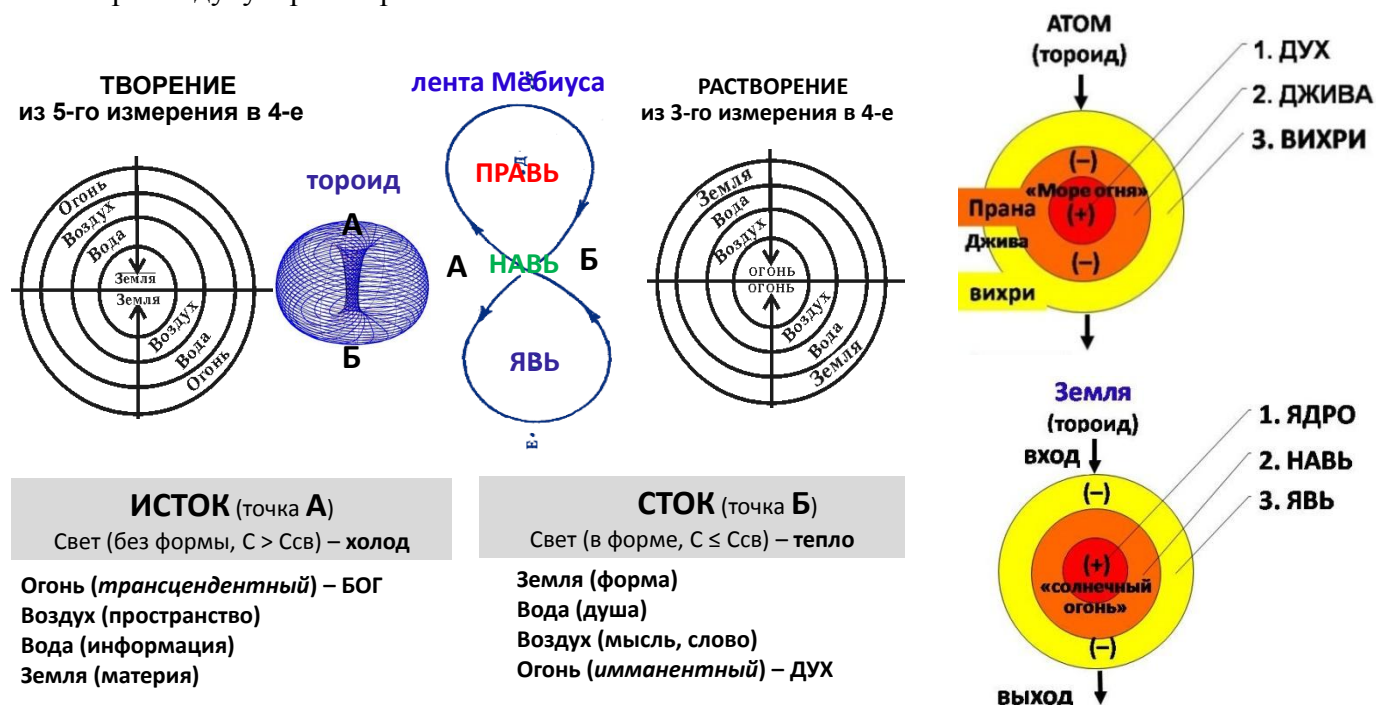 ТВОРЕНИЕ
из 5-го измерения в 4-е
Огонь
Воздух
Вода
Земля
Земля
Воздух
Вода
Огонь
тороид
А
Б
лента Мёбиуса
Д
ПРАВЬ
А
НАВЬ
Б
ЯВЬ
Е
РАСТВОРЕНИЕ
из 3-го измерения в 4-е
Земля
Вода
Воздух
ОГОНЬ
ОГОНЬ
Воздух
Вода
Земля
ИСТОК (точка А)
Свет (без формы, С > Ссв) – холод
Огонь (трансцендентный) – БОГ
Воздух (пространство)
Вода (информация)
Земля (материя)
СТОК (точка Б)
Свет (в форме, С ≤ Ссв) – тепло
Земля (форма)
Вода (душа)
Воздух (мысль, слово)
Огонь (имманентный) – ДУХ
АТОМ
(тороид)
1. ДУХ
2. ДЖИВА
3. ВИХРИ
(–)
«Море огня»
Прана
(+)
Джива
(–)
вихри
Земля
(тороид)
вход
1. ЯДРО
2. НАВЬ
3. ЯВЬ
(–)
(+)
«солнечный
огонь»
(–)
выход